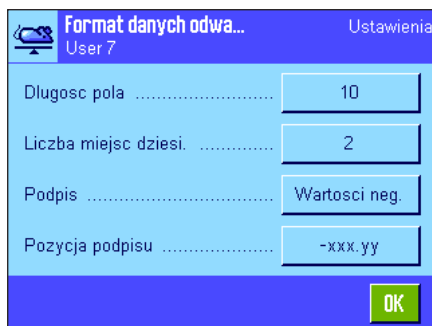 Format danych odwa... Ustawienia
User 7
Dlugosc pola ........................ 10
Liczba miejsc dziesi. ............. 2
Podpis ................................. Wartosci neg.
Pozycja podpisu .................... -xxx.yy
OK